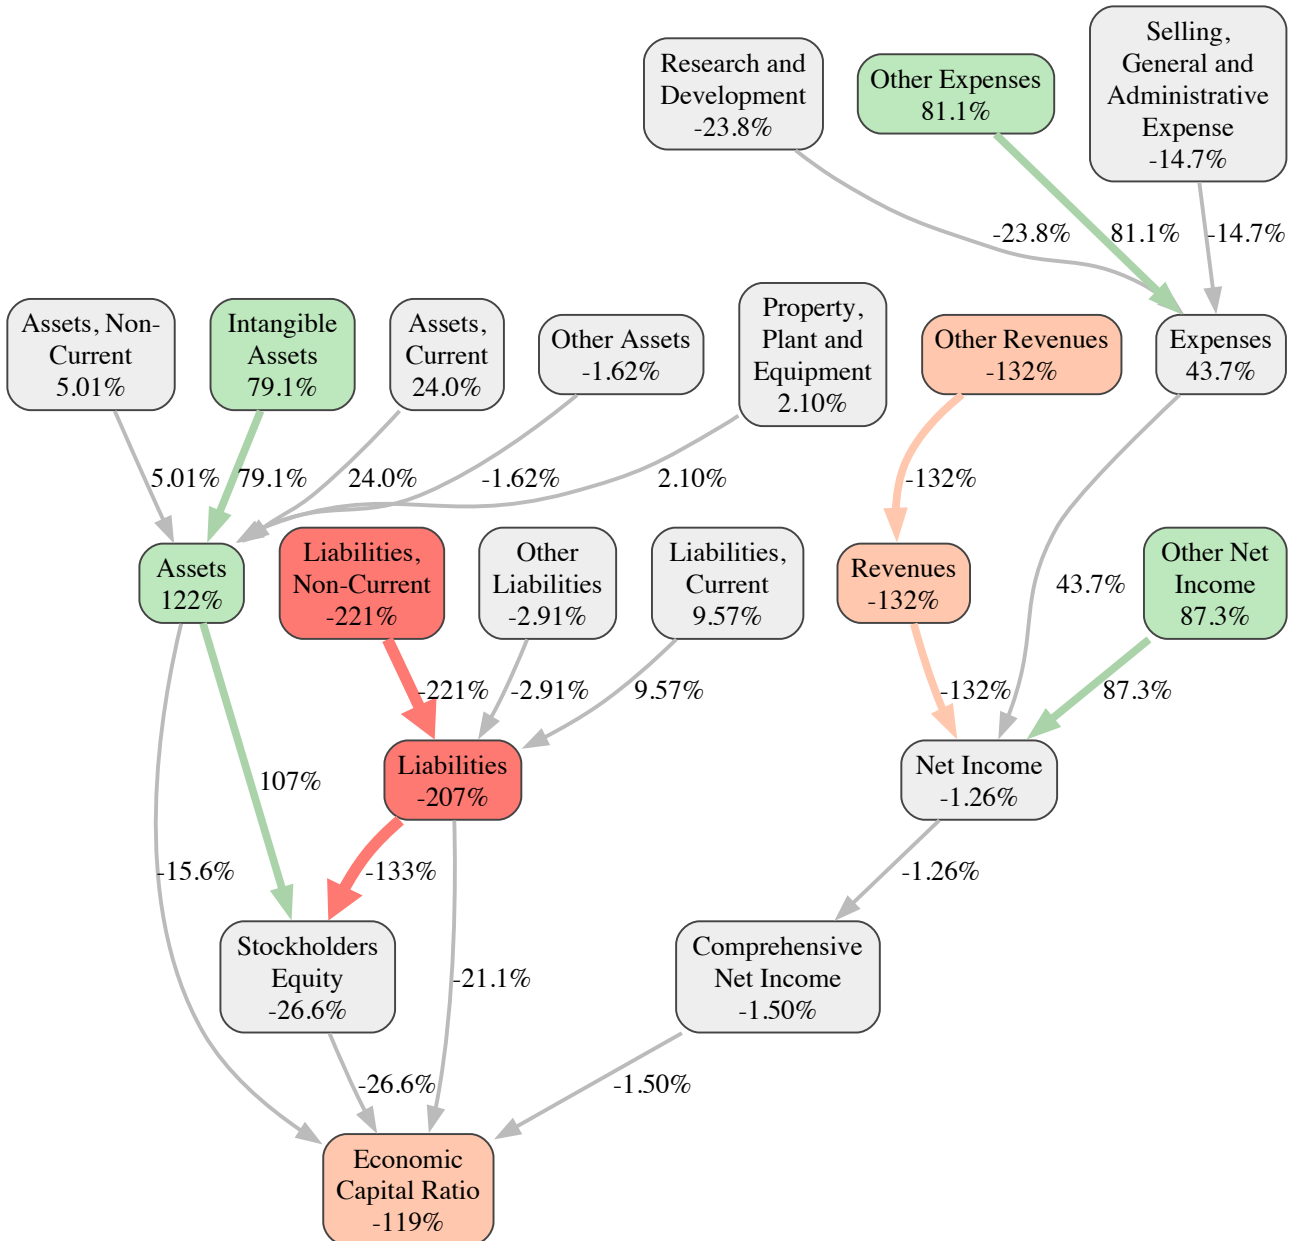 Selling,
General and
Administrative
Expense
-14.7%
Research and
Development
-23.8%
Other Expenses
81.1%
-23.8%
81.1%
-14.7%
Assets, Non-
Current
5.01%
Intangible
Assets
79.1%
Assets,
Current
24.0%
Other Assets
-1.62%
Property,
Plant and
Equipment
2.10%
Other Revenues
-132%
Expenses
43.7%
5.01%
79.1%
24.0%
-1.62%
2.10%
-132%
Assets
122%
Liabilities,
Non-Current
-221%
Other
Liabilities
-2.91%
Liabilities,
Current
9.57%
Revenues
-132%
43.7%
Other Net
Income
87.3%
-221%
-2.91%
9.57%
-132%
87.3%
107%
Liabilities
-207%
Net Income
-1.26%
-15.6%
-133%
-1.26%
Stockholders
Equity
-26.6%
-21.1%
Comprehensive
Net Income
-1.50%
-26.6%
-1.50%
Economic
Capital Ratio
-119%